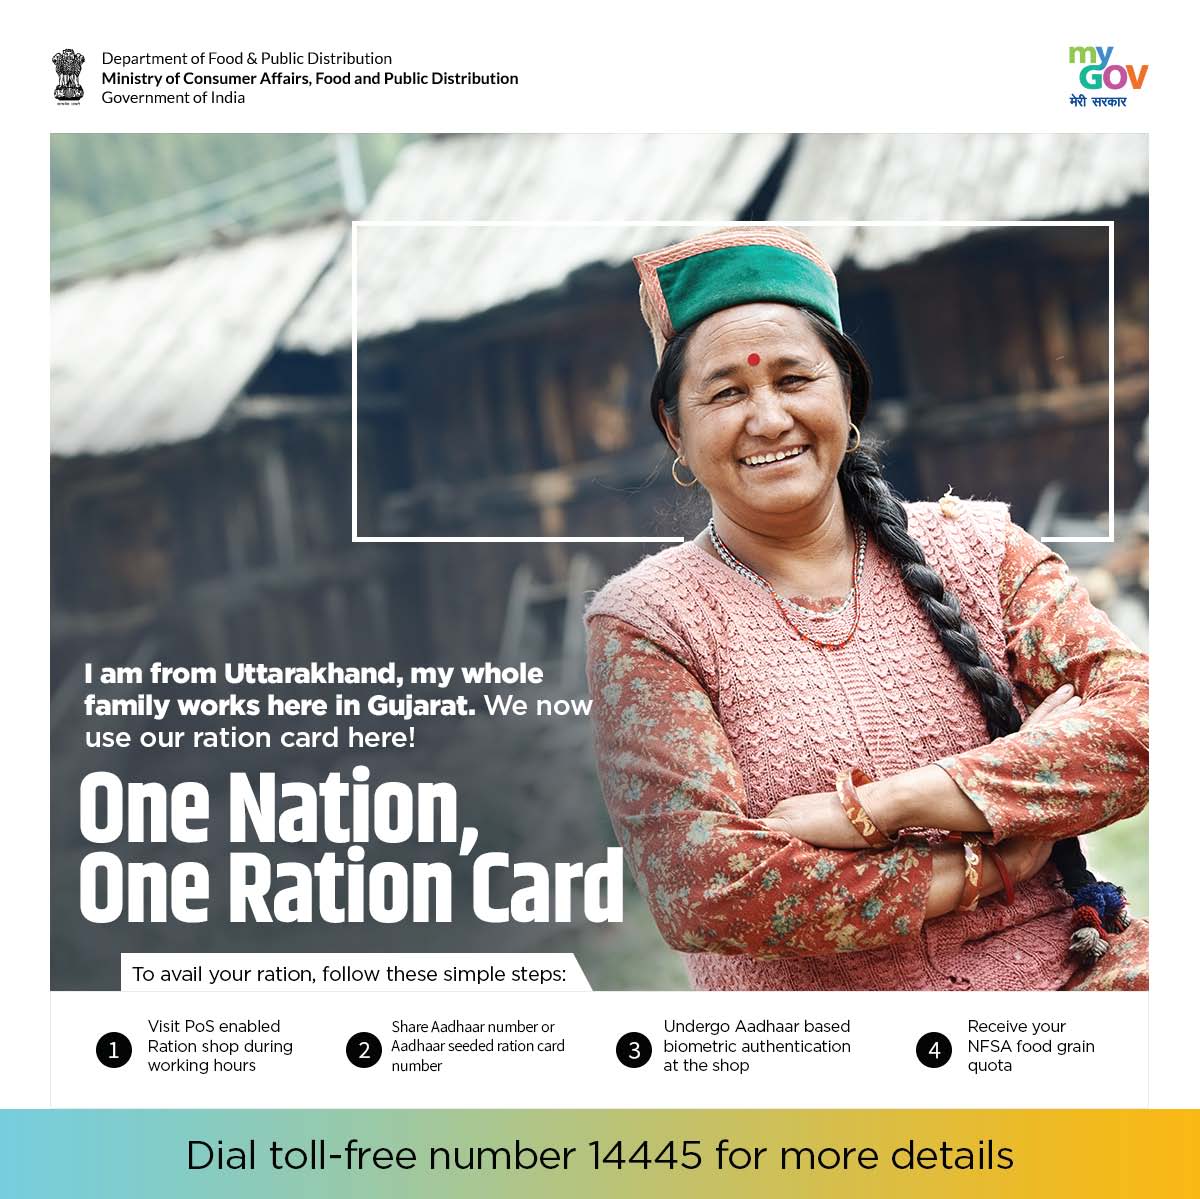 Department of Food & Public Distribution
Ministry of Consumer Affairs, Food and Public Distribution
Government of India
my
GOV
मेरी सरकार
I am from Uttarakhand, my whole
family works here in Gujarat. We now
use our ration card here!
One Nation,
One Ration Card
To avail your ration, follow these simple steps:
1
Visit PoS enabled
Ration shop during
working hours
2
Share Aadhaar number or
Aadhaar seeded ration card
number
3
Undergo Aadhaar based
biometric authentication
at the shop
4
Receive your
NFSA food grain
quota
Dial toll-free number 14445 for more details